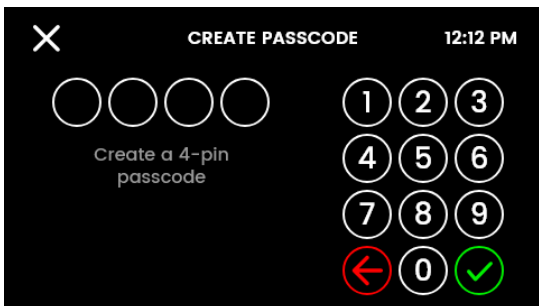 CREATE PASSCODE 12:12 PM
Create a 4-pin
passcode
1 2 3
4 5 6
7 8 9
0